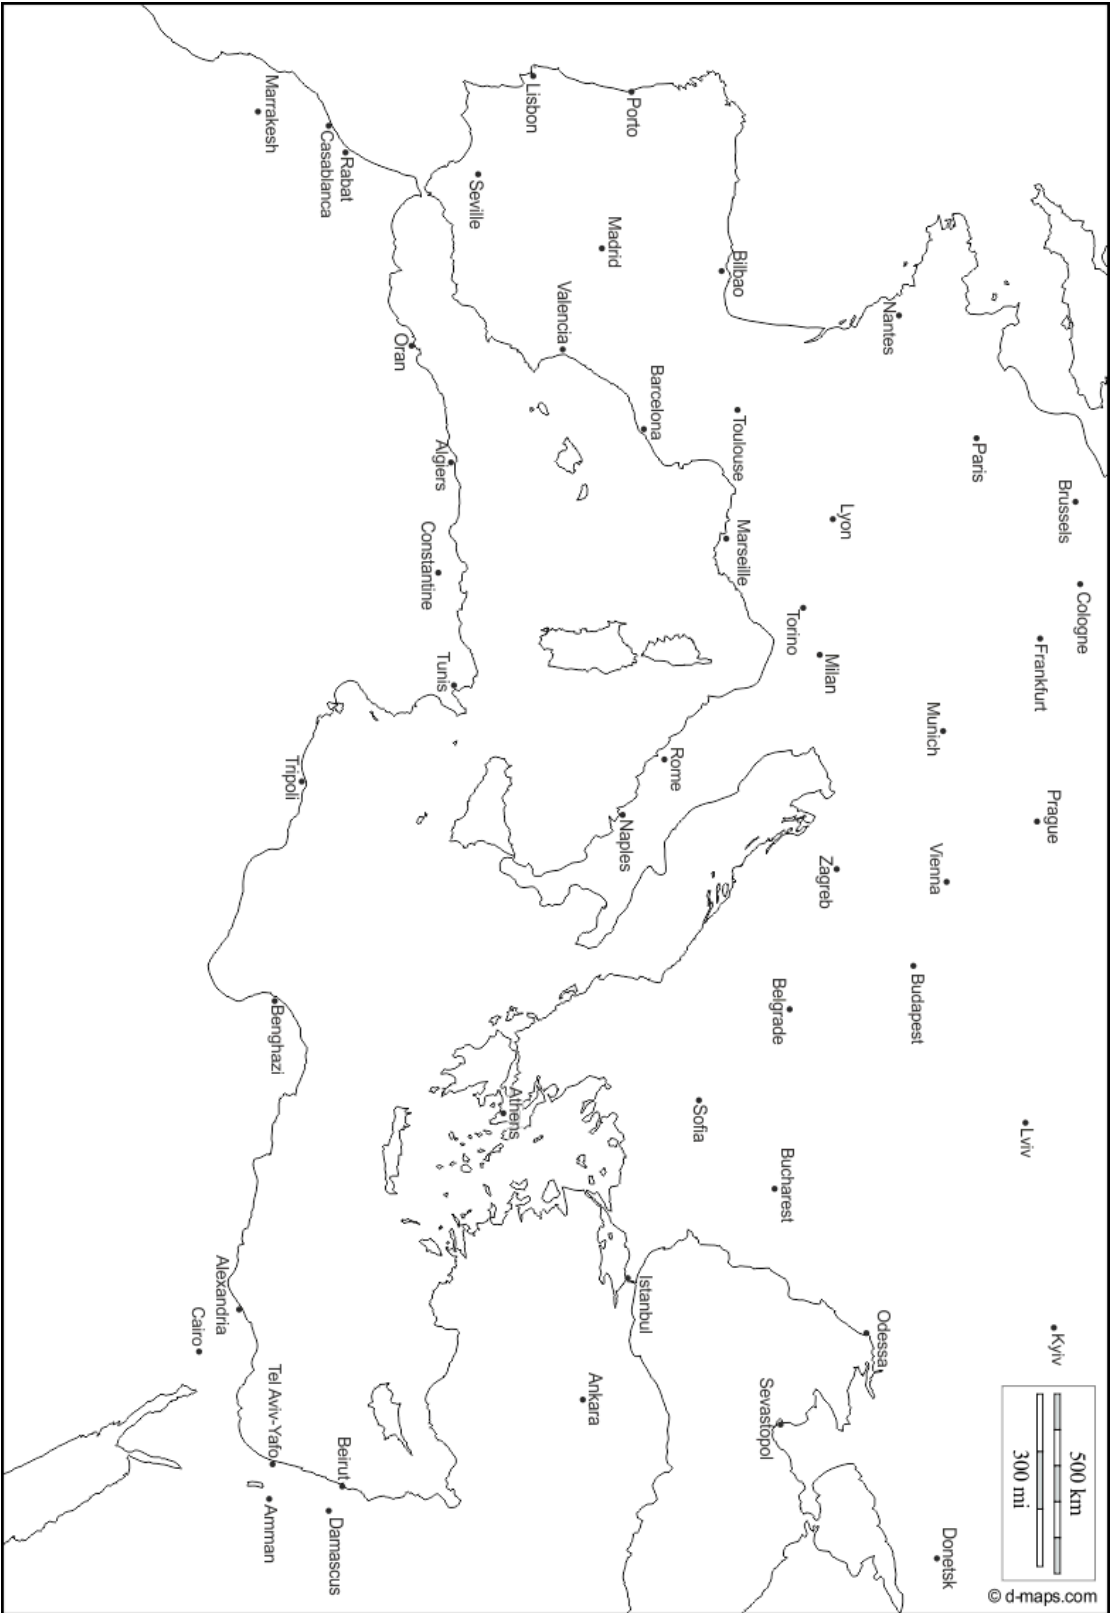 Brussels
Cologne
Frankfurt
Prague
Lviv
Kyiv
Paris
Nantes
Munich
Vienna
Budapest
Donetsk
Lyon
Milan
Torino
Zagreb
Belgrade
Bucharest
Odessa
Sevastopol
Bilbao
Toulouse
Marseille
Sofia
Porto
Madrid
Barcelona
Rome
Naples
Istanbul
Ankara
Lisbon
Valencia
Seville
Athens
Algiers
Constantine
Tunis
Oran
Rabat
Casablanca
Marrakesh
Tripoli
Benghazi
Beirut
Damascus
Tel Aviv-Yafo
Amman
Alexandria
Cairo
500 km
300 mi
© d-maps.com